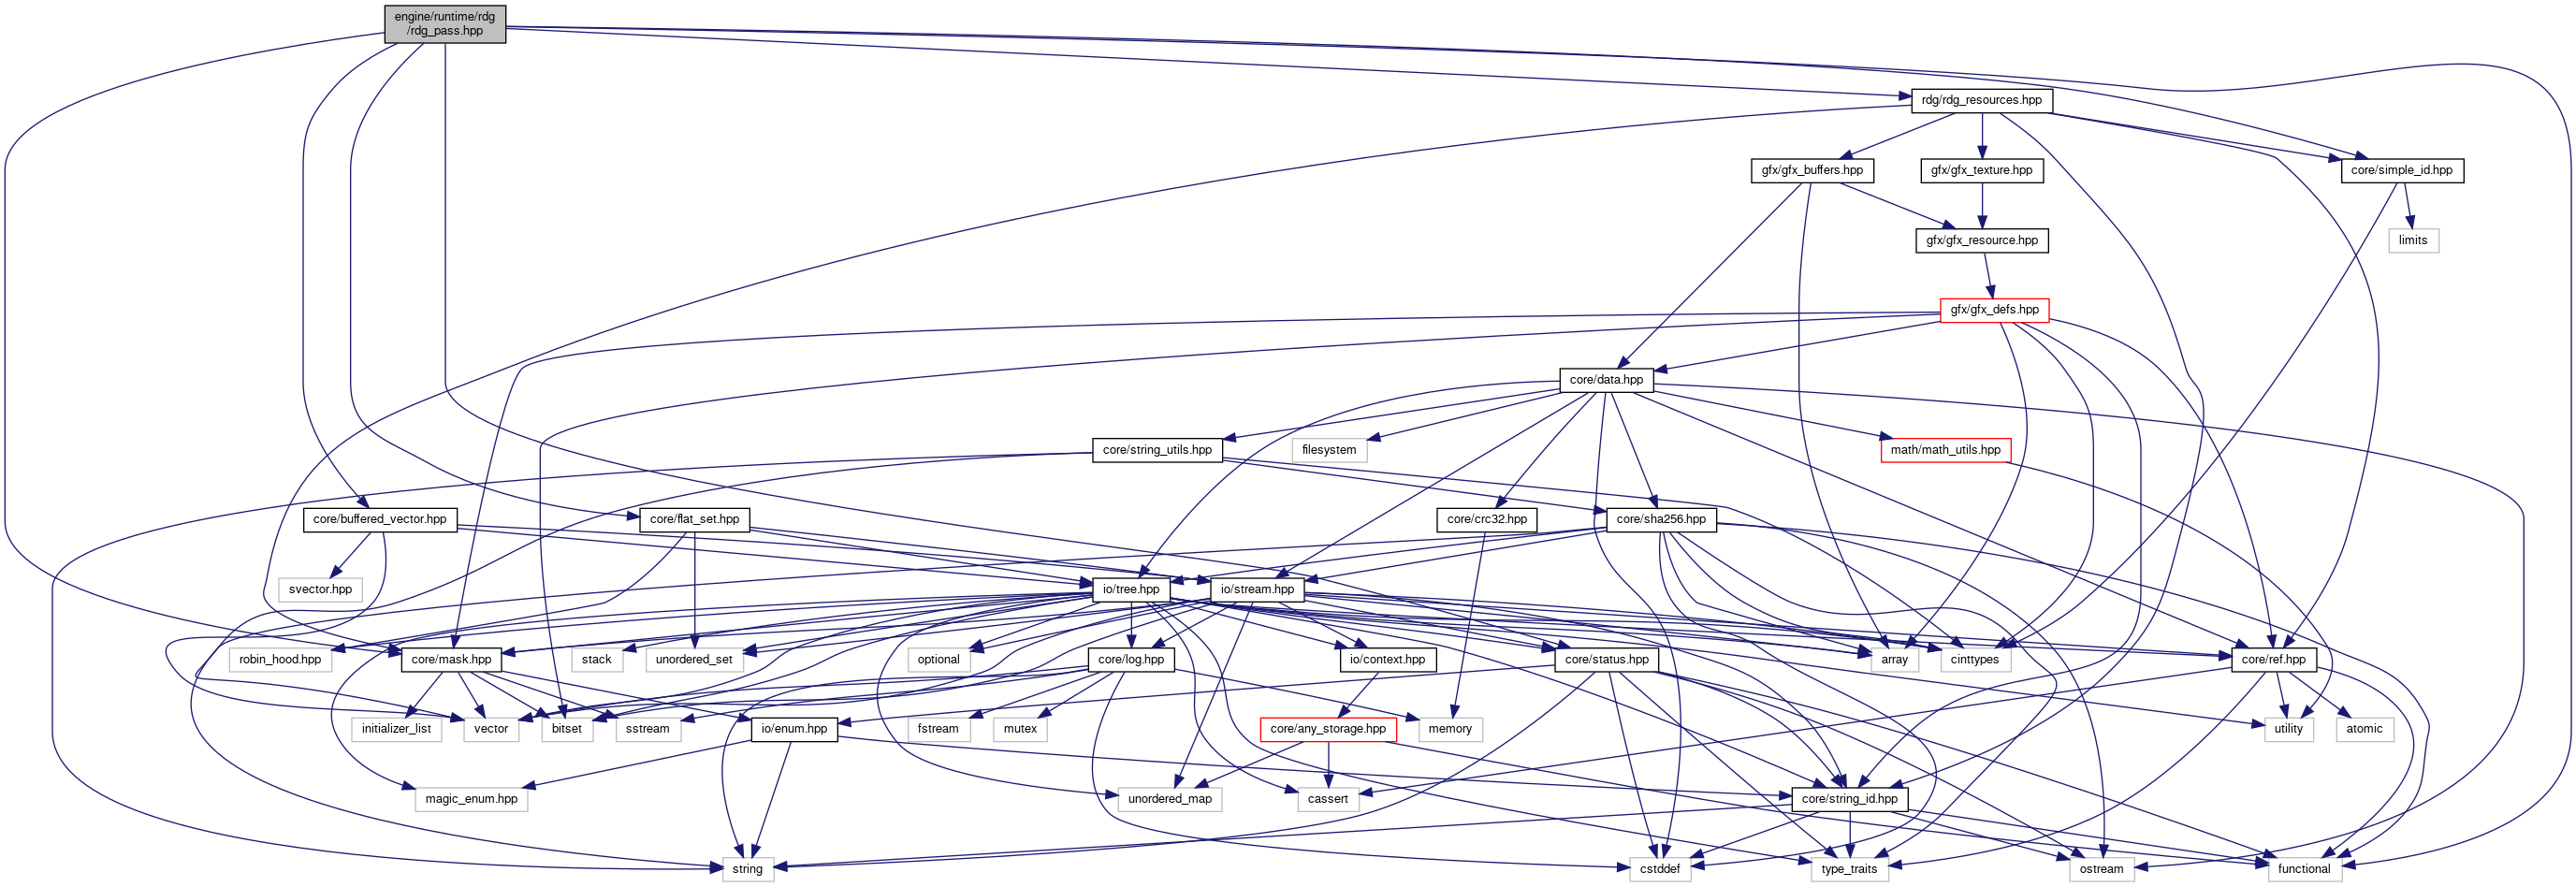 engine/runtime/rdg
/rdg_pass.hpp
rdg/rdg_resources.hpp
gfx/gfx_buffers.hpp
gfx/gfx_texture.hpp
core/simple_id.hpp
gfx/gfx_resource.hpp
limits
gfx/gfx_defs.hpp
core/data.hpp
core/string_utils.hpp
filesystem
math/math_utils.hpp
core/buffered_vector.hpp
core/flat_set.hpp
core/crc32.hpp
core/sha256.hpp
svector.hpp
io/tree.hpp
io/stream.hpp
robin_hood.hpp
core/mask.hpp
stack
unordered_set
optional
core/log.hpp
io/context.hpp
core/status.hpp
array
cinttypes
core/ref.hpp
initializer_list
vector
bitset
sstream
io/enum.hpp
fstream
mutex
core/any_storage.hpp
memory
utility
atomic
magic_enum.hpp
unordered_map
cassert
core/string_id.hpp
string
cstddef
type_traits
ostream
functional